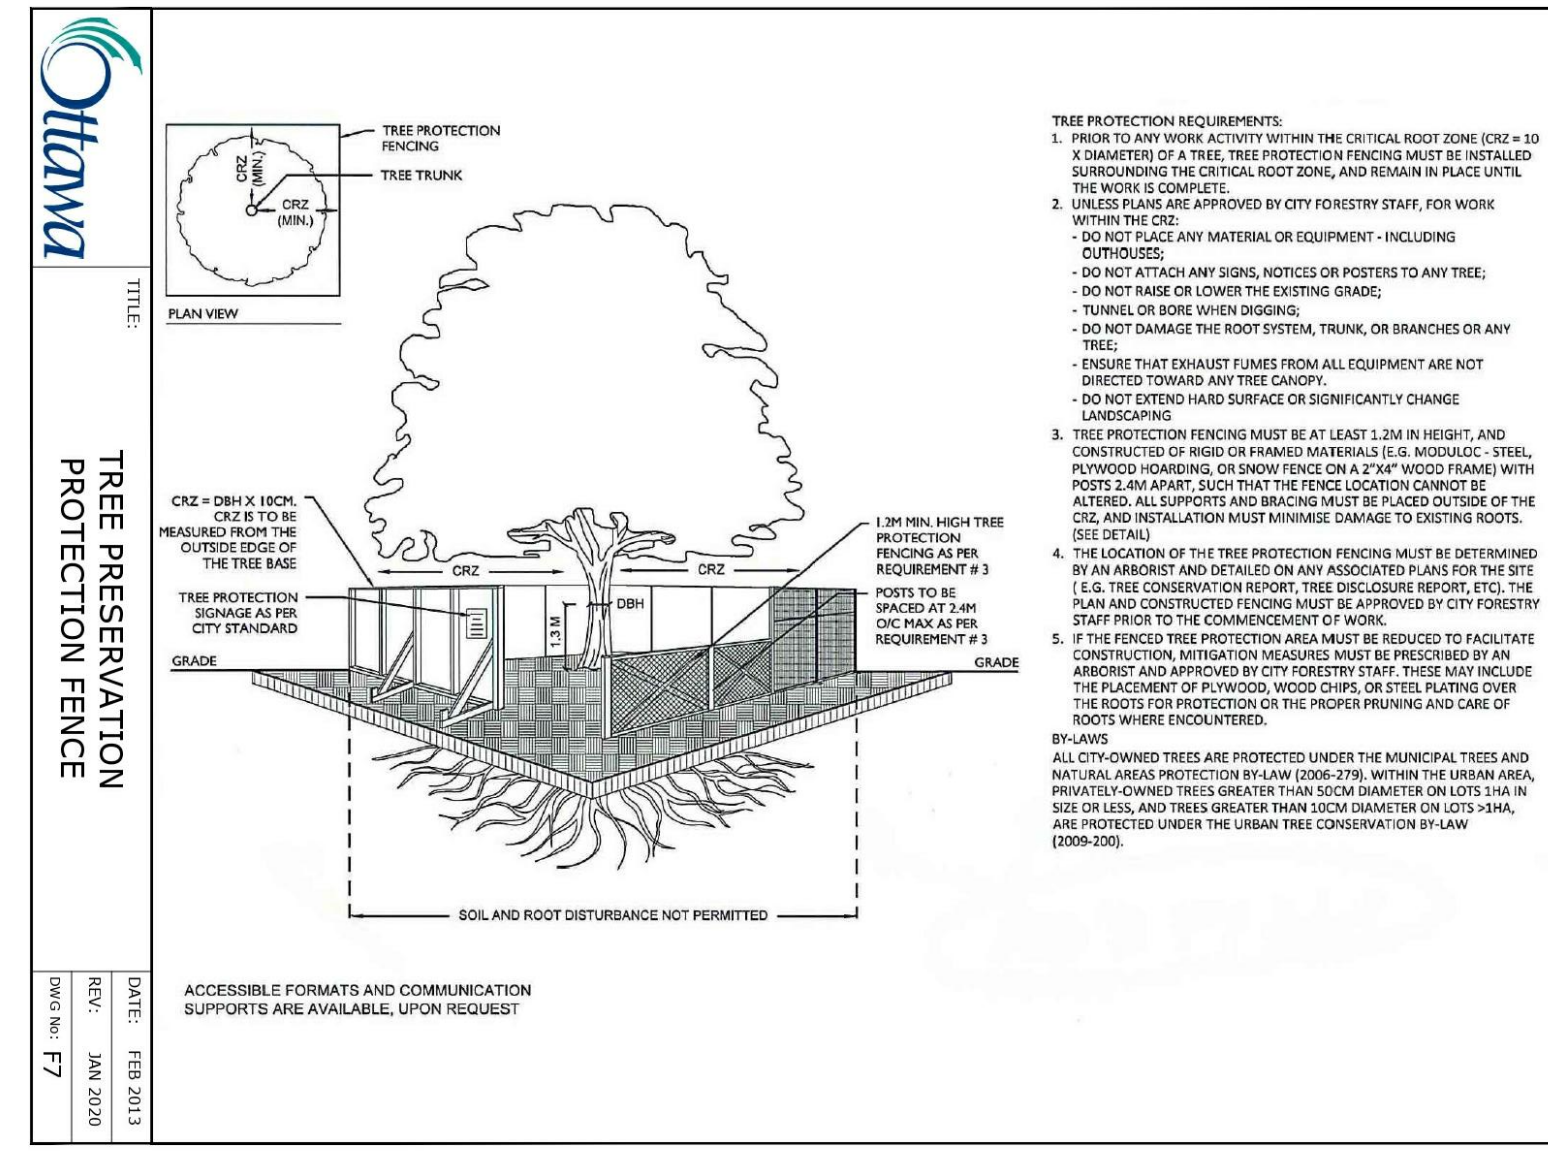 Ottawa
TITLE:
TREE PRESERVATION
PROTECTION FENCE
DATE: FEB 2013
REV: JAN 2020
DWG No: F7
TREE PROTECTION
FENCING
TREE TRUNK
CRZ
(MIN.)
CRZ
(MIN.)
PLAN VIEW
CRZ = DBH X 10CM.
CRZ IS TO BE
MEASURED FROM THE
OUTSIDE EDGE OF
THE TREE BASE
TREE PROTECTION
SIGNAGE AS PER
CITY STANDARD
GRADE
CRZ
CRZ
DBH
1.3 M
1.2M MIN. HIGH TREE
PROTECTION
FENCING AS PER
REQUIREMENT # 3
POSTS TO BE
SPACED AT 2.4M
O/C MAX AS PER
REQUIREMENT # 3
GRADE
SOIL AND ROOT DISTURBANCE NOT PERMITTED
ACCESSIBLE FORMATS AND COMMUNICATION
SUPPORTS ARE AVAILABLE, UPON REQUEST
TREE PROTECTION REQUIREMENTS:
1. PRIOR TO ANY WORK ACTIVITY WITHIN THE CRITICAL ROOT ZONE (CRZ = 10
X DIAMETER) OF A TREE, TREE PROTECTION FENCING MUST BE INSTALLED
SURROUNDING THE CRITICAL ROOT ZONE, AND REMAIN IN PLACE UNTIL
THE WORK IS COMPLETE.
2. UNLESS PLANS ARE APPROVED BY CITY FORESTRY STAFF, FOR WORK
WITHIN THE CRZ:
- DO NOT PLACE ANY MATERIAL OR EQUIPMENT - INCLUDING
OUTHOUSES;
- DO NOT ATTACH ANY SIGNS, NOTICES OR POSTERS TO ANY TREE;
- DO NOT RAISE OR LOWER THE EXISTING GRADE;
- TUNNEL OR BORE WHEN DIGGING;
- DO NOT DAMAGE THE ROOT SYSTEM, TRUNK, OR BRANCHES OR ANY
TREE;
- ENSURE THAT EXHAUST FUMES FROM ALL EQUIPMENT ARE NOT
DIRECTED TOWARD ANY TREE CANOPY.
- DO NOT EXTEND HARD SURFACE OR SIGNIFICANTLY CHANGE
LANDSCAPING
3. TREE PROTECTION FENCING MUST BE AT LEAST 1.2M IN HEIGHT, AND
CONSTRUCTED OF RIGID OR FRAMED MATERIALS (E.G. MODULOC - STEEL,
PLYWOOD HOARDING, OR SNOW FENCE ON A 2"X4" WOOD FRAME) WITH
POSTS 2.4M APART, SUCH THAT THE FENCE LOCATION CANNOT BE
ALTERED. ALL SUPPORTS AND BRACING MUST BE PLACED OUTSIDE OF THE
CRZ, AND INSTALLATION MUST MINIMISE DAMAGE TO EXISTING ROOTS.
(SEE DETAIL)
4. THE LOCATION OF THE TREE PROTECTION FENCING MUST BE DETERMINED
BY AN ARBORIST AND DETAILED ON ANY ASSOCIATED PLANS FOR THE SITE
( E.G. TREE CONSERVATION REPORT, TREE DISCLOSURE REPORT, ETC). THE
PLAN AND CONSTRUCTED FENCING MUST BE APPROVED BY CITY FORESTRY
STAFF PRIOR TO THE COMMENCEMENT OF WORK.
5. IF THE FENCED TREE PROTECTION AREA MUST BE REDUCED TO FACILITATE
CONSTRUCTION, MITIGATION MEASURES MUST BE PRESCRIBED BY AN
ARBORIST AND APPROVED BY CITY FORESTRY STAFF. THESE MAY INCLUDE
THE PLACEMENT OF PLYWOOD, WOOD CHIPS, OR STEEL PLATING OVER
THE ROOTS FOR PROTECTION OR THE PROPER PRUNING AND CARE OF
ROOTS WHERE ENCOUNTERED.
BY-LAWS
ALL CITY-OWNED TREES ARE PROTECTED UNDER THE MUNICIPAL TREES AND
NATURAL AREAS PROTECTION BY-LAW (2006-279). WITHIN THE URBAN AREA,
PRIVATELY-OWNED TREES GREATER THAN 50CM DIAMETER ON LOTS 1HA IN
SIZE OR LESS, AND TREES GREATER THAN 10CM DIAMETER ON LOTS >1HA,
ARE PROTECTED UNDER THE URBAN TREE CONSERVATION BY-LAW
(2009-200).